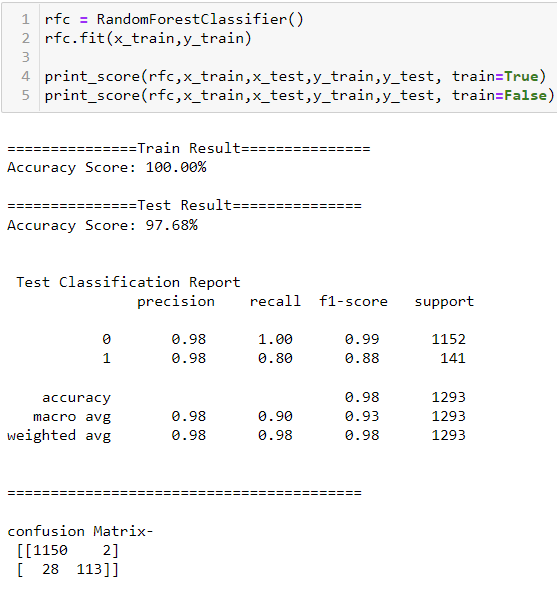 1 rfc = RandomForestClassifier()
2 rfc.fit(x_train,y_train)
3
4 print_score(rfc,x_train,x_test,y_train,y_test, train=True)
5 print_score(rfc,x_train,x_test,y_train,y_test, train=False)
===============Train Result===============
Accuracy Score: 100.00%
===============Test Result===============
Accuracy Score: 97.68%
Test Classification Report
precision recall f1-score support
0 0.98 1.00 0.99 1152
1 0.98 0.80 0.88 141
accuracy 0.98 1293
macro avg 0.98 0.90 0.93 1293
weighted avg 0.98 0.98 0.98 1293
=========================================
confusion Matrix-
[[1150 2]
[ 28 113]]